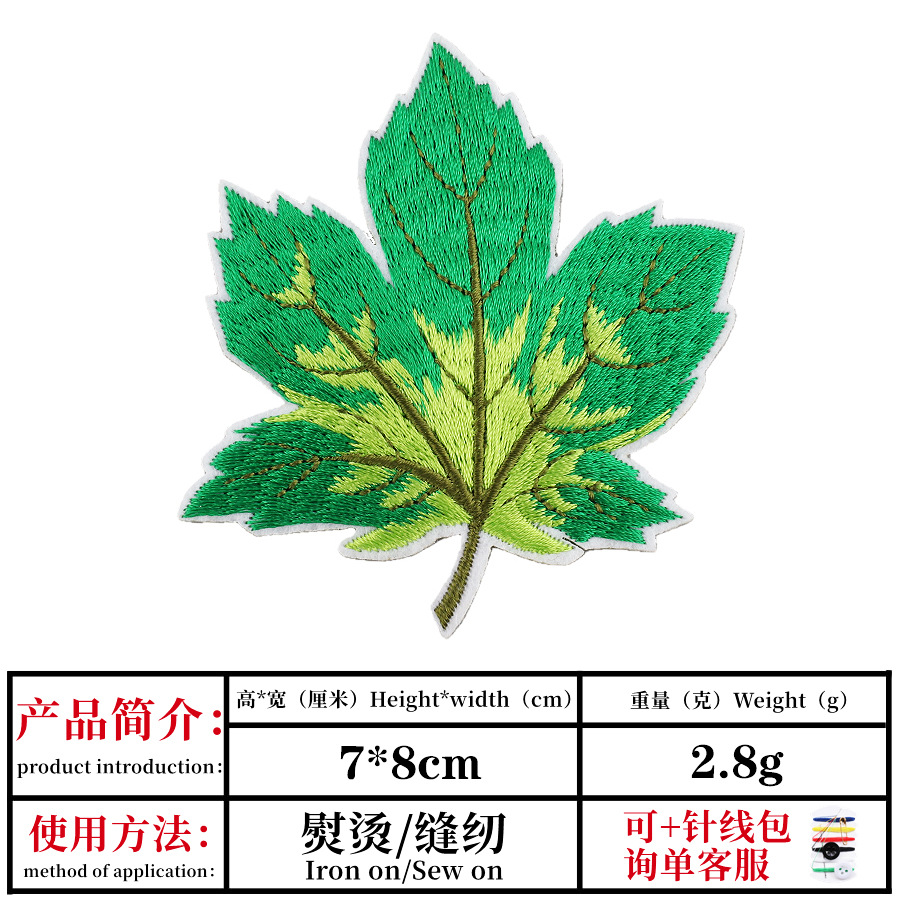 产品简介：
product introduction：
高*宽（厘米）Height*width（cm）
重量（克）Weight（g）
7*8cm
2.8g
使用方法：
method of application：
熨烫/缝纫
Iron on/Sew on
可+针线包
询单客服